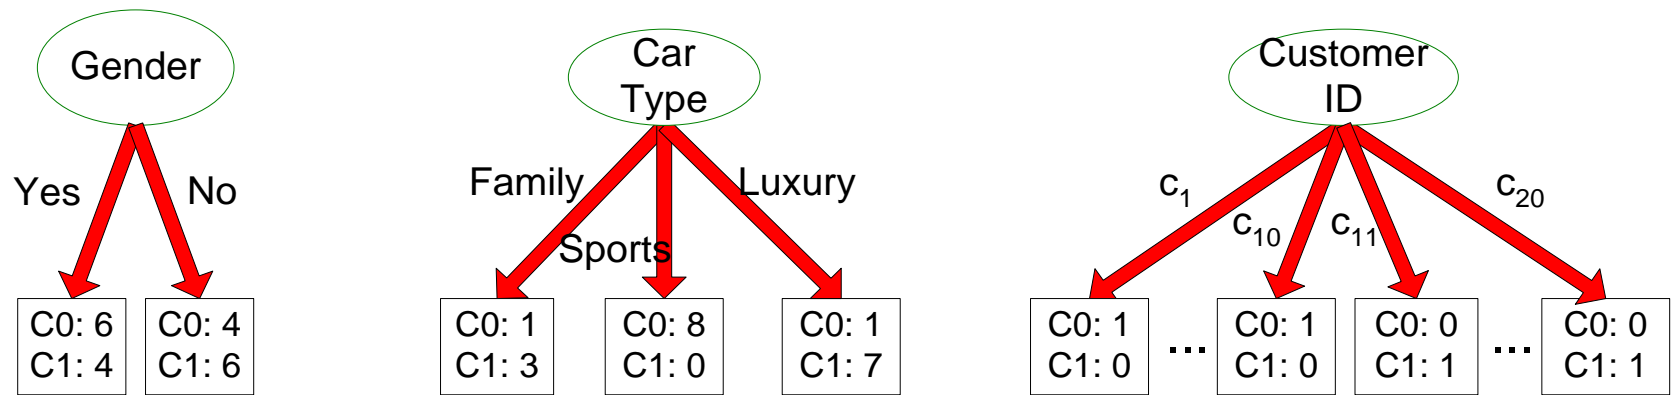 Gender
Yes
No
C0: 6
C1: 4
C0: 4
C1: 6
Car
Type
Family
Sports
Luxury
C0: 1
C1: 3
C0: 8
C1: 0
C0: 1
C1: 7
Customer
ID
c1
c10
c11
c20
C0: 1
C1: 0
...
C0: 1
C1: 0
C0: 0
C1: 1
...
C0: 0
C1: 1